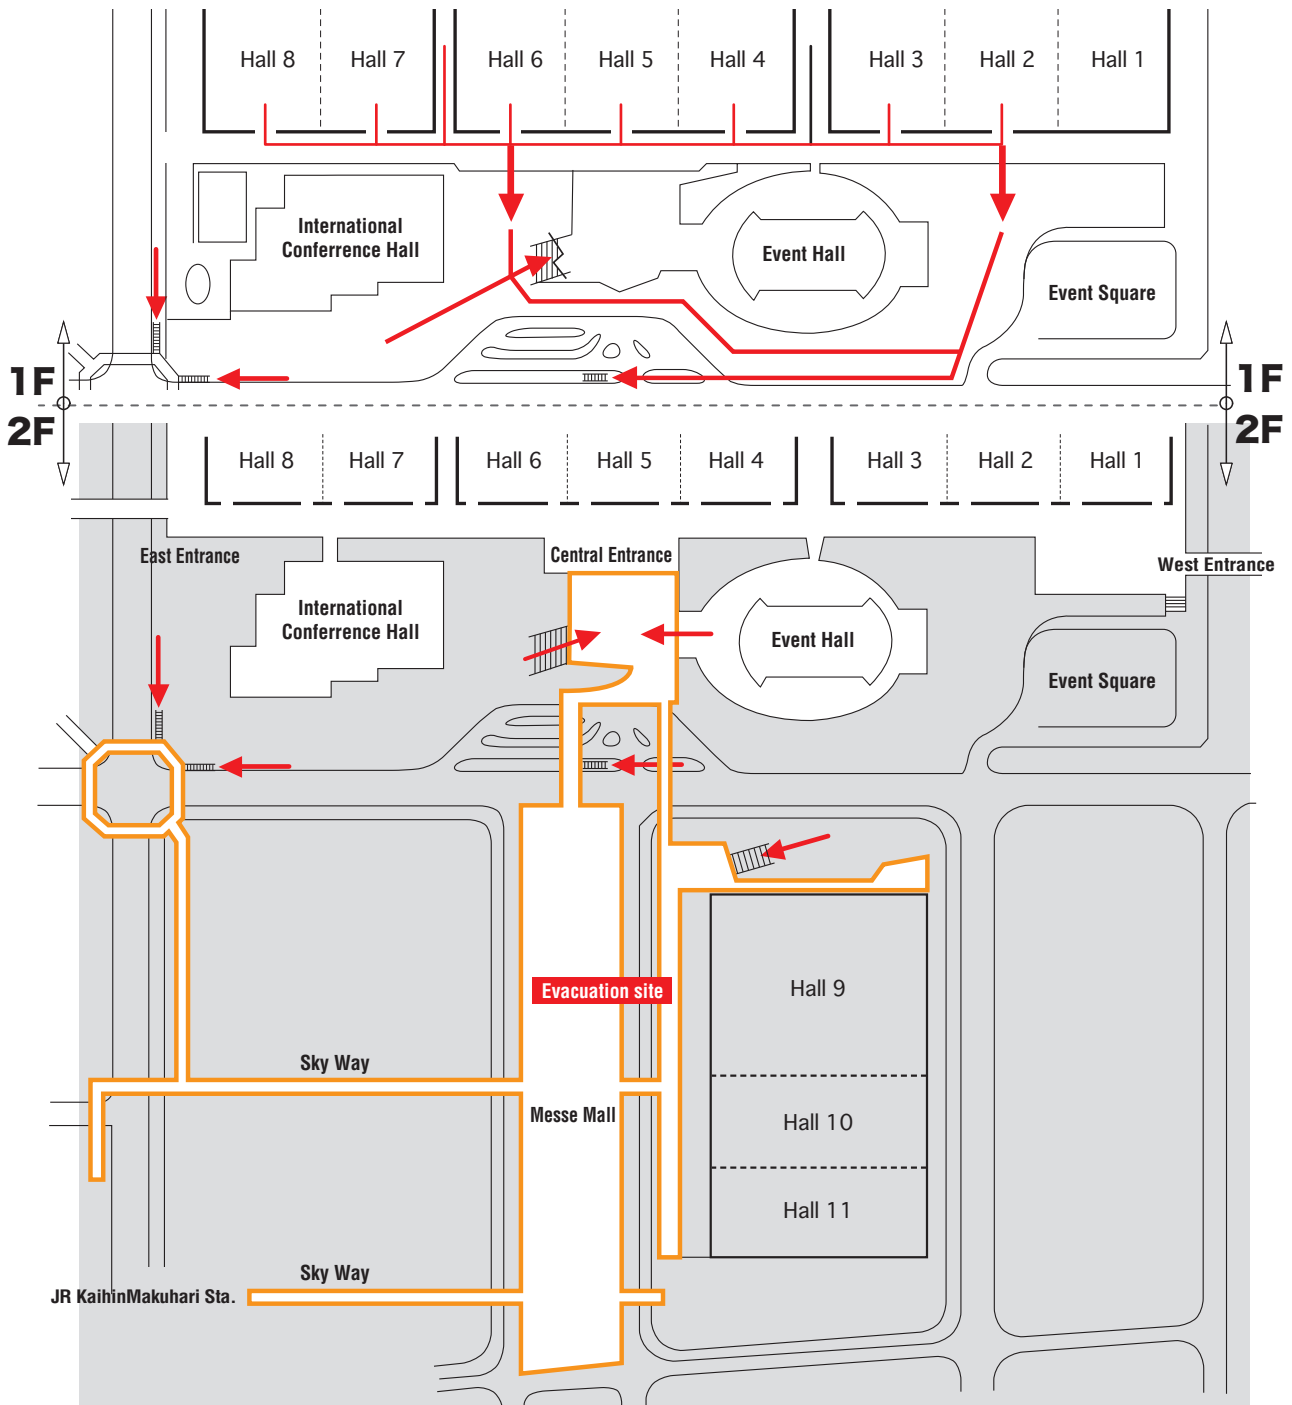 Hall 8
Hall 7
Hall 6
Hall 5
Hall 4
Hall 3
Hall 2
Hall 1
International
Conferrence Hall
Event Hall
Event Square
1F
1F
2F
2F
Hall 8
Hall 7
Hall 6
Hall 5
Hall 4
Hall 3
Hall 2
Hall 1
East Entrance
Central Entrance
West Entrance
International
Conferrence Hall
Event Hall
Event Square
Evacuation site
Hall 9
Sky Way
Messe Mall
Hall 10
Hall 11
Sky Way
JR KaihinMakuhari Sta.